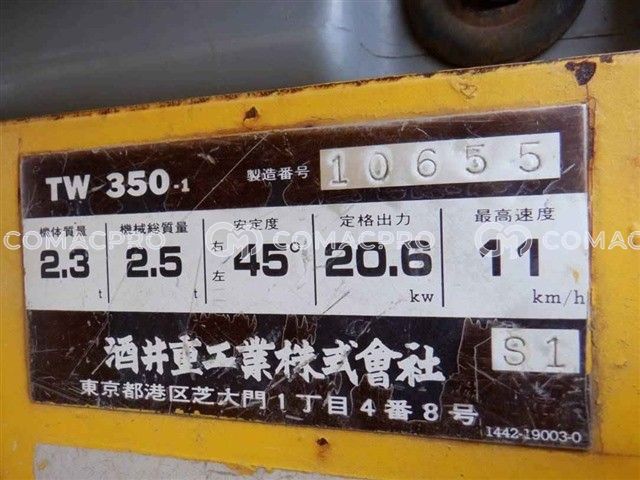 TW-350-1 製造番号 10655
機体質量 機械総質量 安定度 定格出力 最高速度
2.3 t 2.5 t 右 左 45° 20.6 kw 11 km/h
酒井重工業株式會社 S1
東京都港区芝大門1丁目4番8号
1442-19003-0
COMACPRO COMACPRO COMACPRO